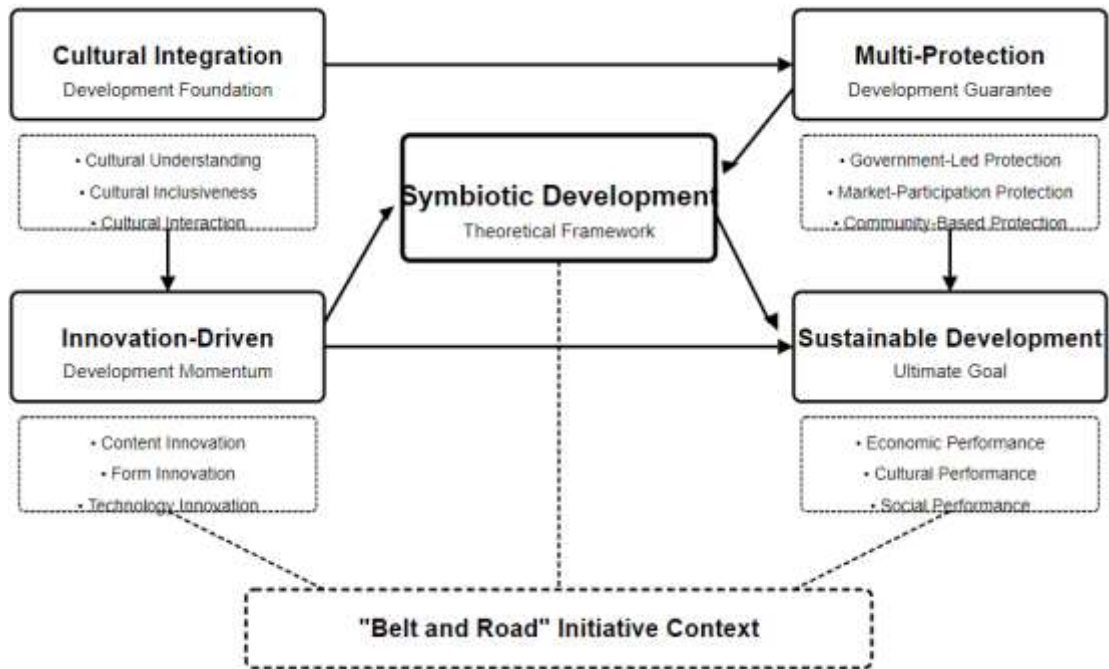 Cultural Integration
Development Foundation
• Cultural Understanding
• Cultural Inclusiveness
• Cultural Interaction
Multi-Protection
Development Guarantee
• Government-Led Protection
• Market-Participation Protection
• Community-Based Protection
Symbiotic Development
Theoretical Framework
Innovation-Driven
Development Momentum
• Content Innovation
• Form Innovation
• Technology Innovation
Sustainable Development
Ultimate Goal
• Economic Performance
• Cultural Performance
• Social Performance
"Belt and Road" Initiative Context